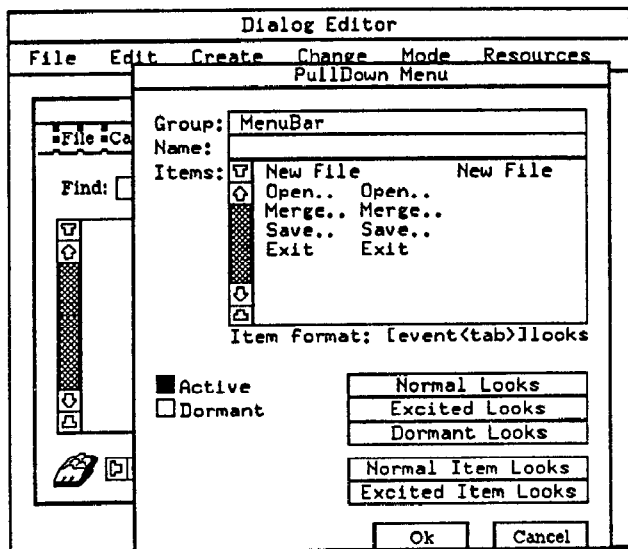 Dialog Editor
File Edit Create Change Mode Resources
PullDown Menu
File Ca
Find:
Group: MenuBar
Name:
Items: New File New File
Open.. Open..
Merge.. Merge..
Save.. Save..
Exit Exit
Item format: [event<tab>]looks
Active
Dormant
Normal Looks
Excited Looks
Dormant Looks
Normal Item Looks
Excited Item Looks
Ok Cancel